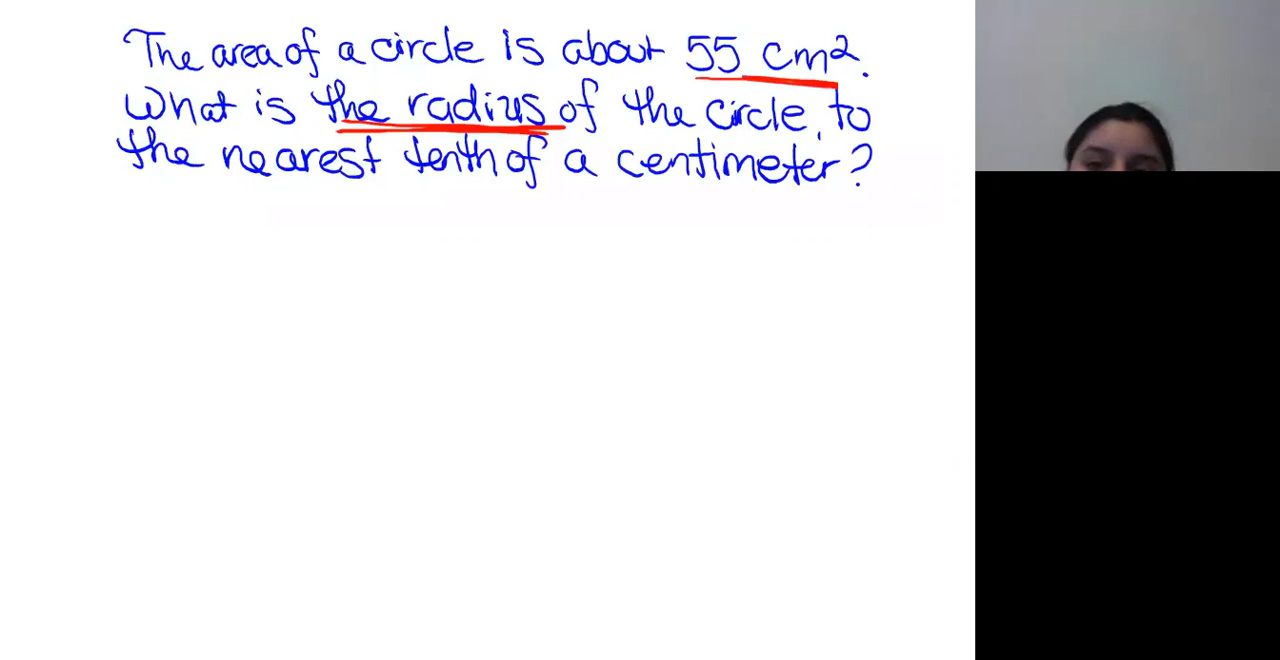 The area of a circle is about 55 cm².
What is the radius of the circle, to
the nearest tenth of a centimeter?